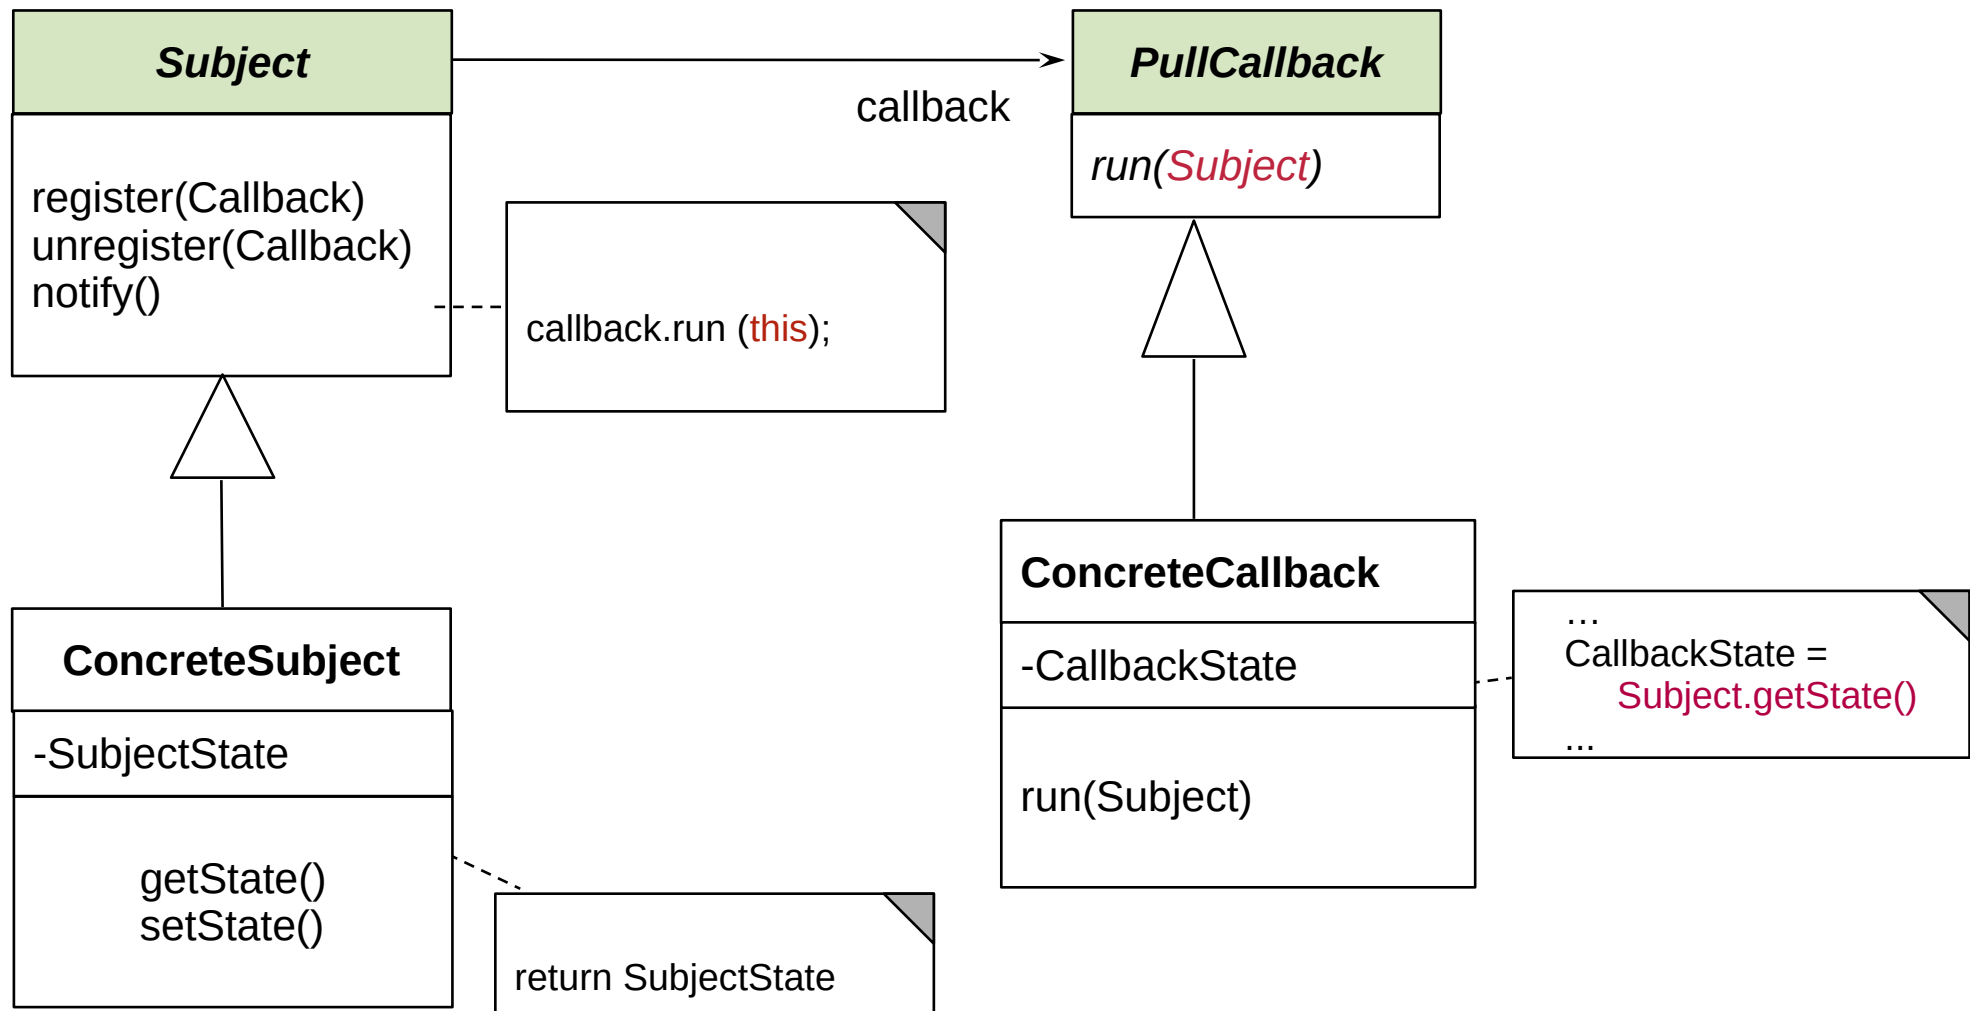 Subject
PullCallback
callback
register(Callback)
unregister(Callback)
notify()
run(Subject)
callback.run (this);
ConcreteSubject
-SubjectState
getState()
setState()
return SubjectState
ConcreteCallback
-CallbackState
run(Subject)
…
CallbackState =
Subject.getState()
...